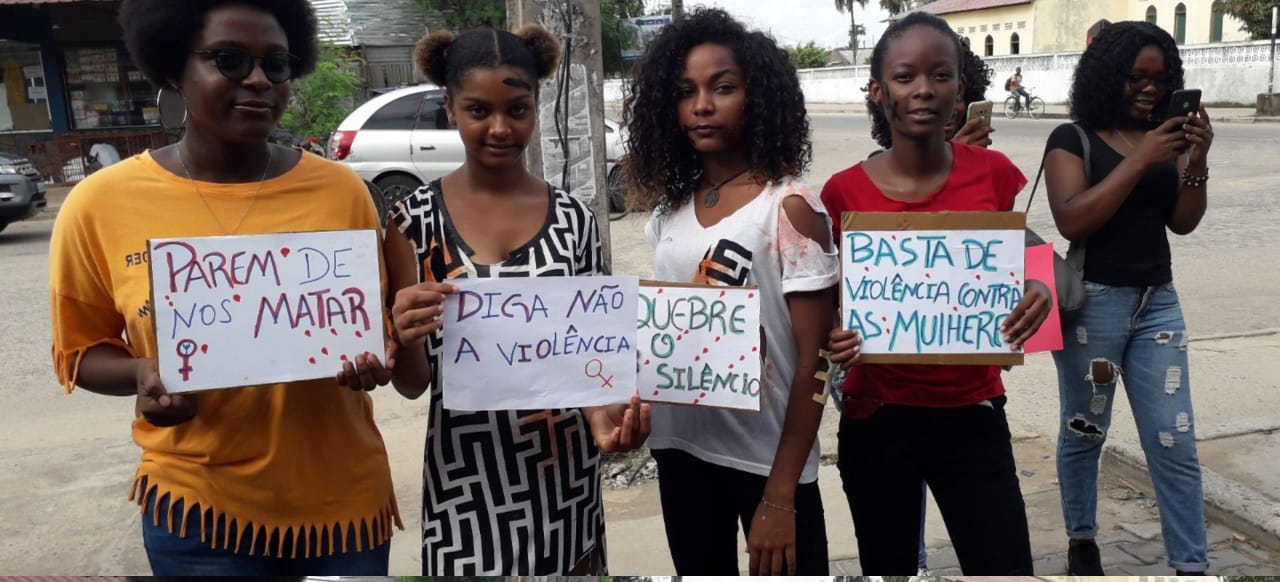 PAREM DE
NOS MATAR
DIGA NÃO
A VIOLÊNCIA
QUEBRE
O
SILÊNCIO
BASTA DE
VIOLÊNCIA CONTRA
AS MULHERES